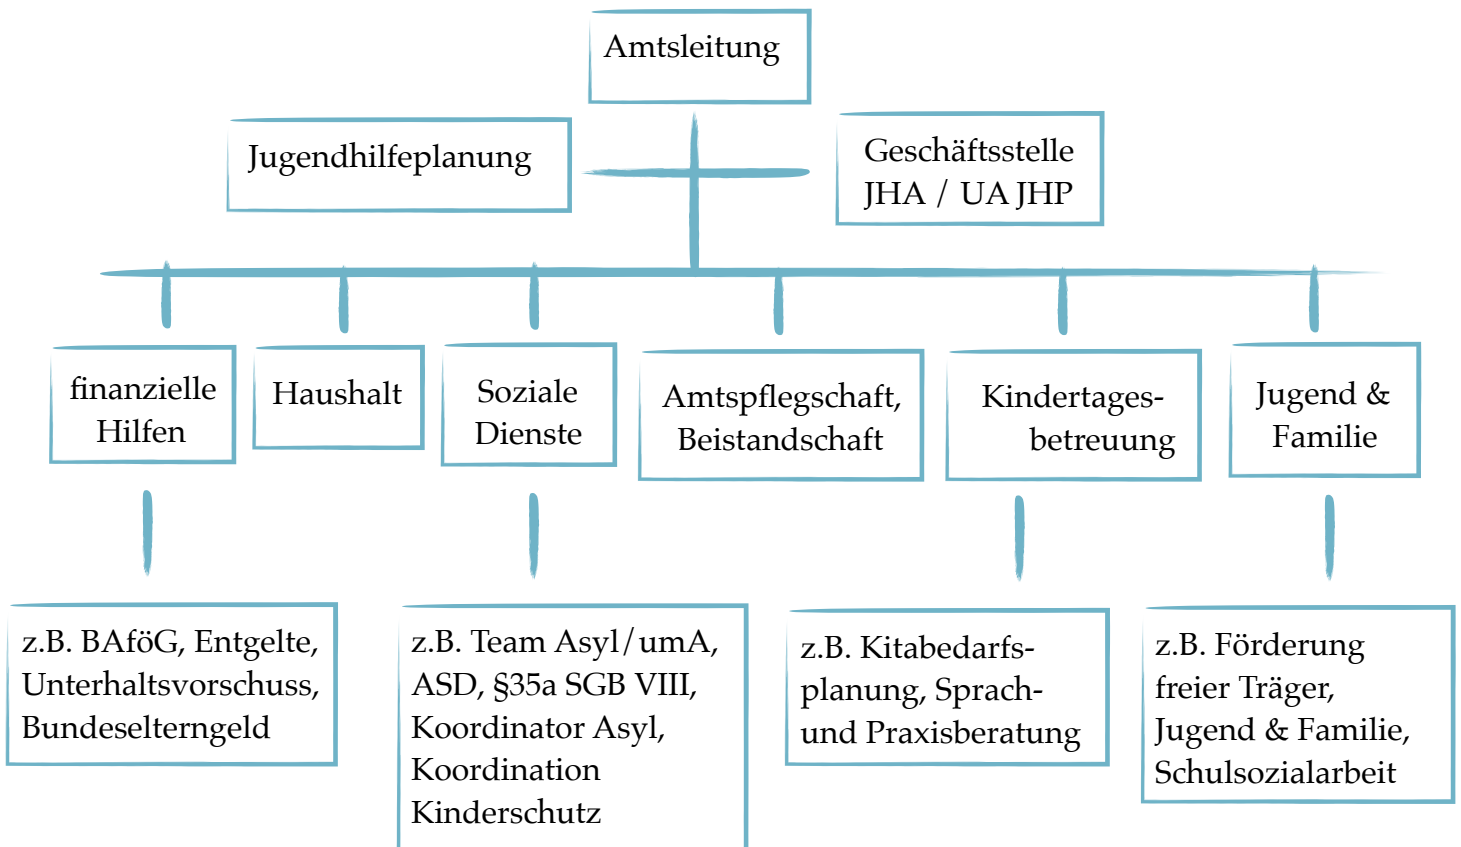 Amtsleitung
Jugendhilfeplanung
Geschäftsstelle
JHA / UA JHP
finanzielle
Hilfen
Haushalt
Soziale
Dienste
Amtspflegschaft,
Beistandschaft
Kindertages-
betreuung
Jugend &
Familie
z.B. BAföG, Entgelte,
Unterhaltsvorschuss,
Bundeselterngeld
z.B. Team Asyl/umA,
ASD, §35a SGB VIII,
Koordinator Asyl,
Koordination
Kinderschutz
z.B. Kitabedarfs-
planung, Sprach-
und Praxisberatung
z.B. Förderung
freier Träger,
Jugend & Familie,
Schulsozialarbeit